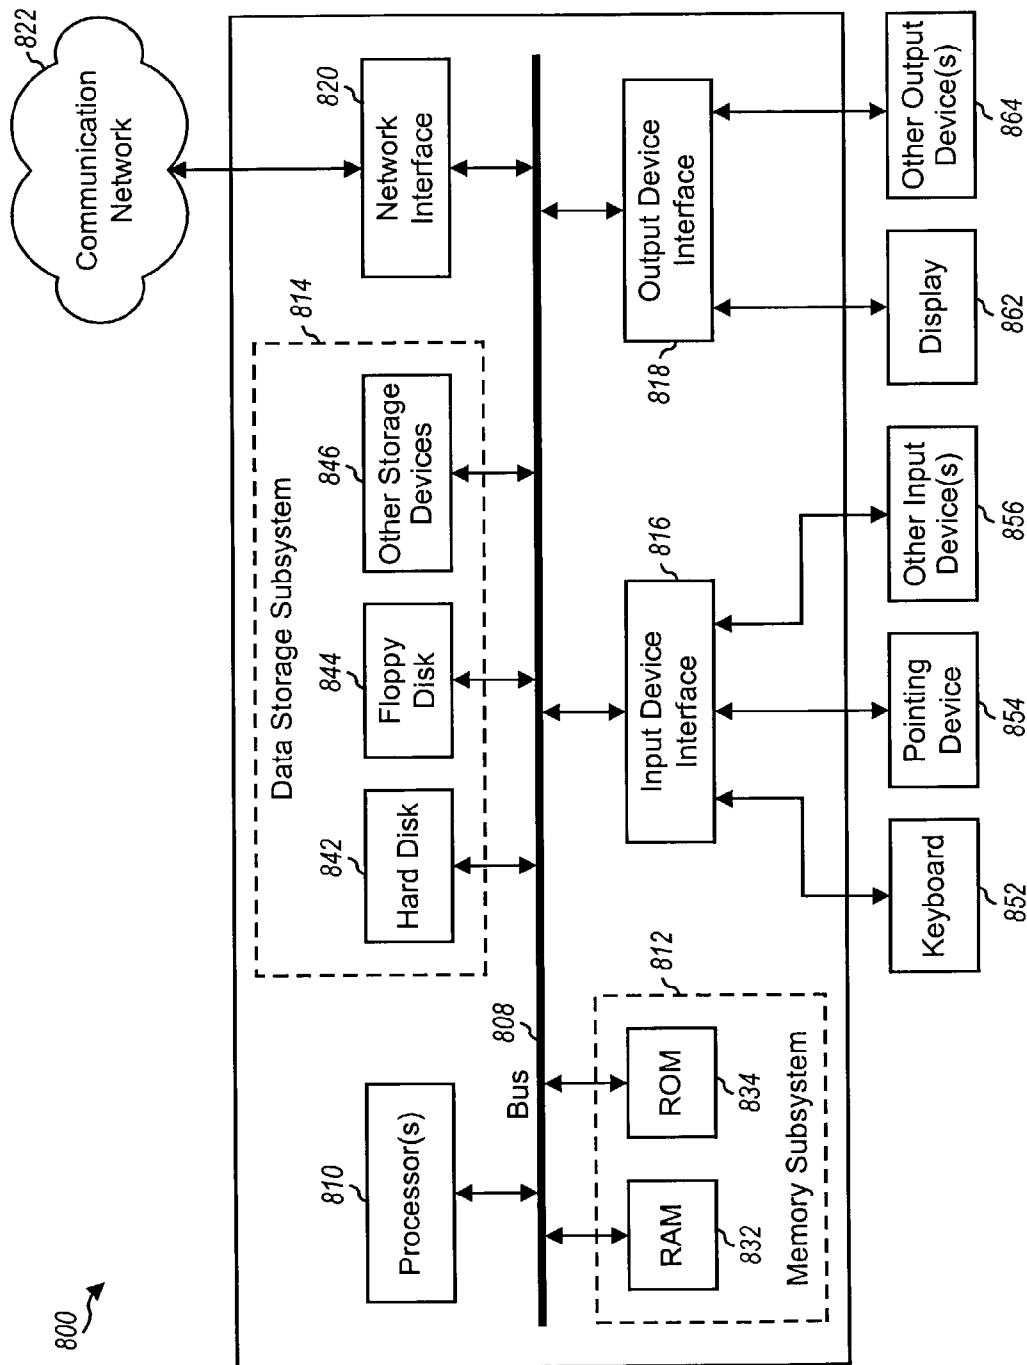 800
822
Communication
Network
810
Processor(s)
Data Storage Subsystem
814
842
Hard Disk
844
Floppy
Disk
846
Other Storage
Devices
820
Network
Interface
Bus
808
812
RAM
832
ROM
834
Memory Subsystem
816
Input Device
Interface
818
Output Device
Interface
Keyboard
852
Pointing
Device
854
Other Input
Device(s)
856
Display
862
Other Output
Device(s)
864